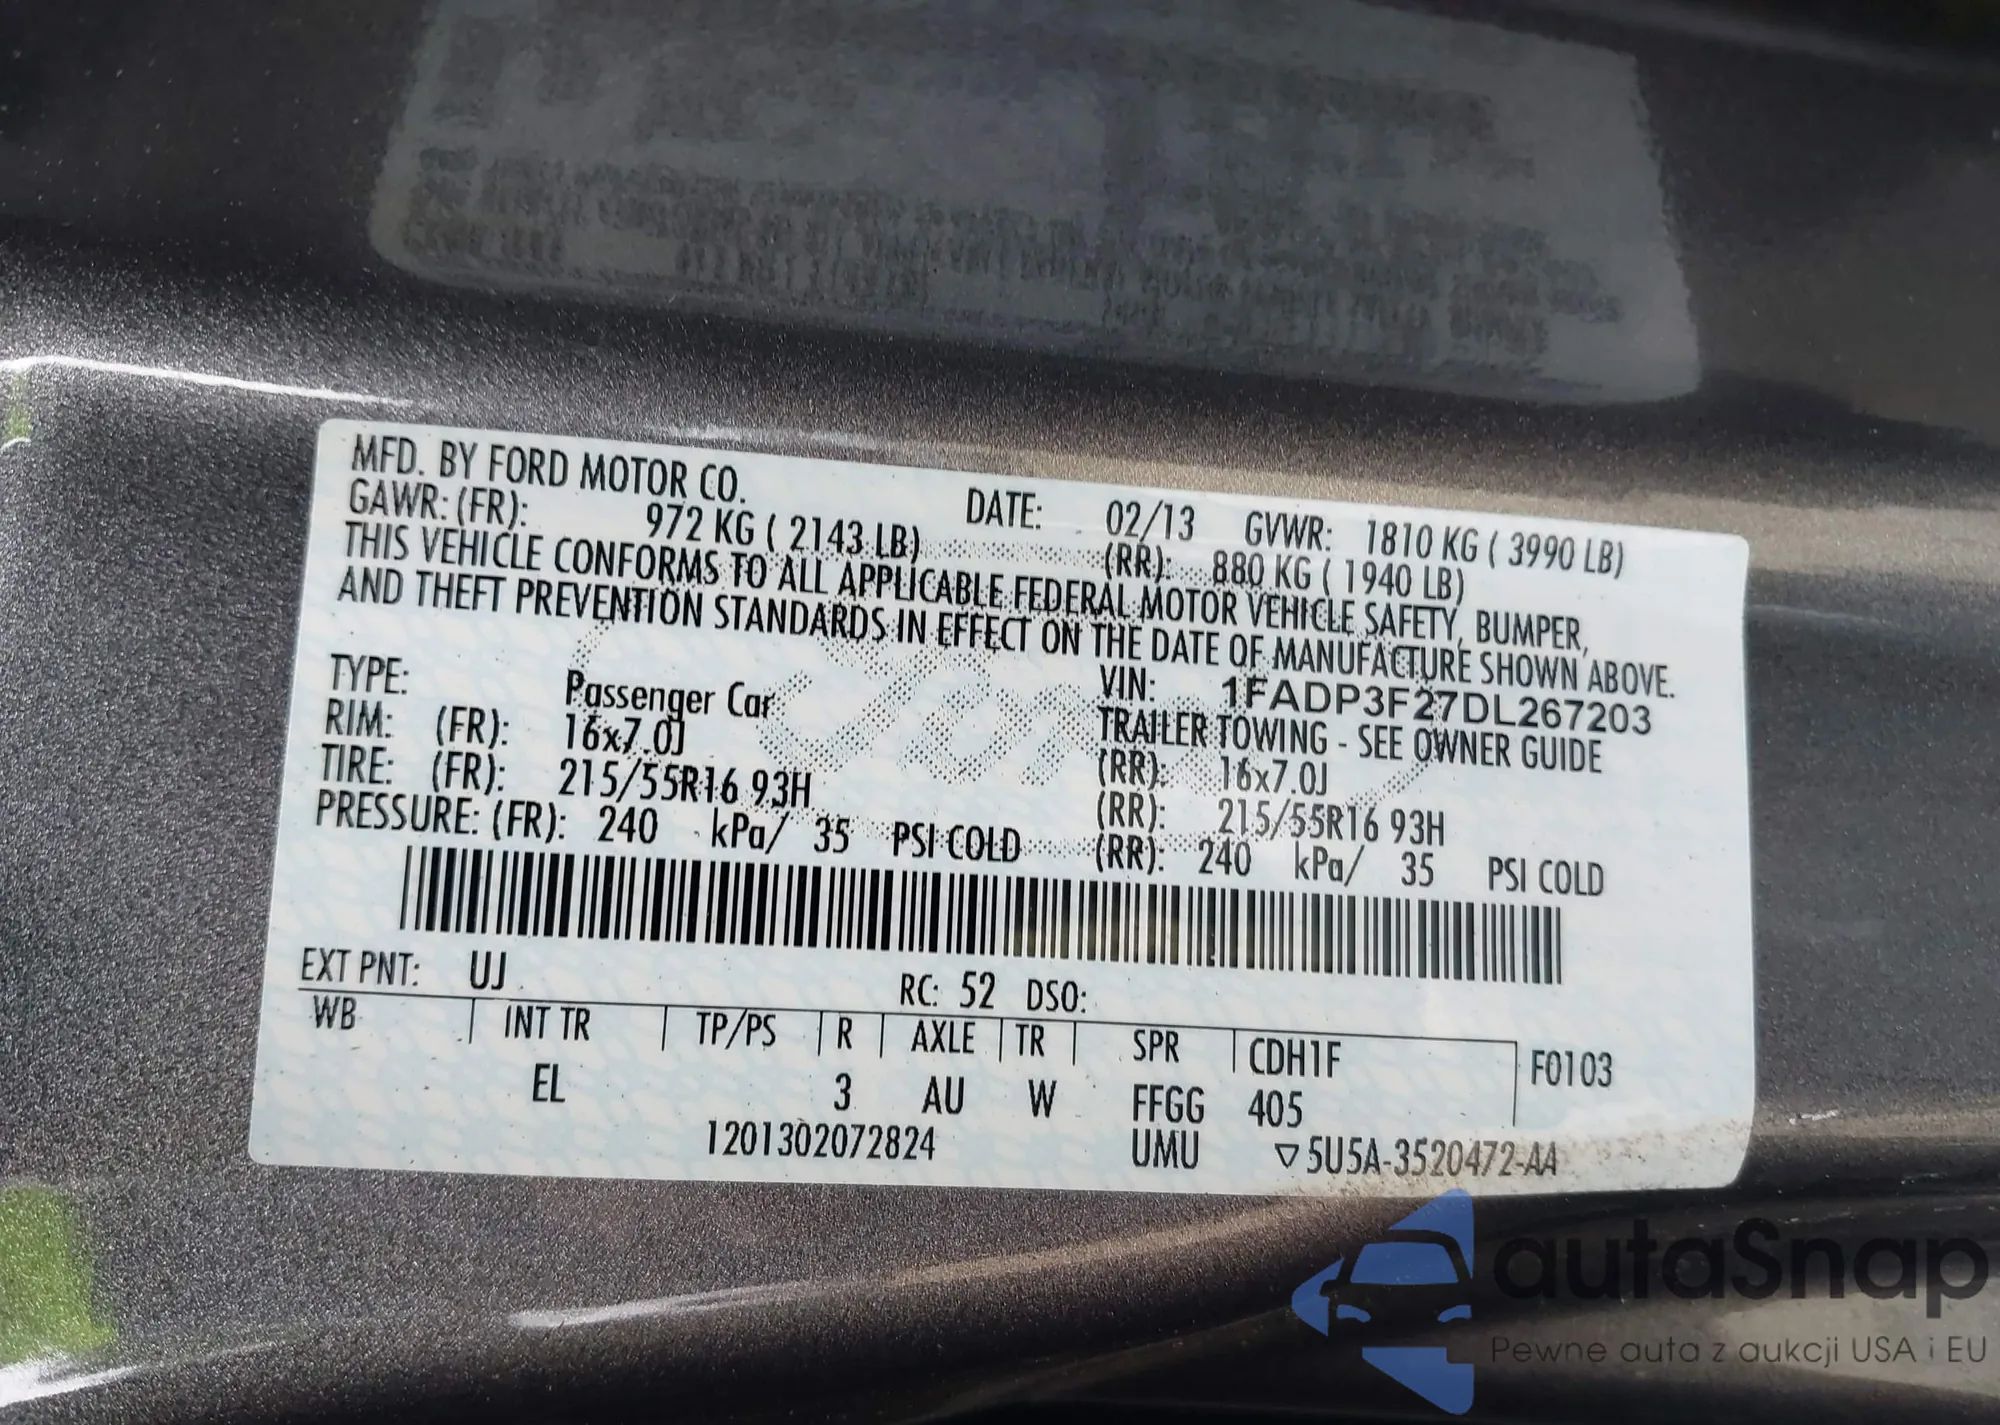 MFD. BY FORD MOTOR CO. DATE: 02/13 GVWR: 1810 KG ( 3990 LB)
GAWR: (FR): 972 KG ( 2143 LB) (RR): 880 KG ( 1940 LB)
THIS VEHICLE CONFORMS TO ALL APPLICABLE FEDERAL MOTOR VEHICLE SAFETY, BUMPER,
AND THEFT PREVENTION STANDARDS IN EFFECT ON THE DATE OF MANUFACTURE SHOWN ABOVE.
VIN: 1FADP3F27DL267203
TYPE: Passenger Car TRAILER TOWING - SEE OWNER GUIDE
RIM: (FR): 16x7.0J (RR): 16x7.0J
TIRE: (FR): 215/55R16 93H (RR): 215/55R16 93H
PRESSURE: (FR): 240 kPa/ 35 PSI COLD (RR): 240 kPa/ 35 PSI COLD
EXT PNT: UJ RC: 52 DSO:
WB INT TR TP/PS R AXLE TR SPR CDH1F F0103
EL 3 AU W FFGG 405
1201302072824 UMU ▽5U5A-3520472-AA
autaSnap
Pewne auta z aukcji USA i EU